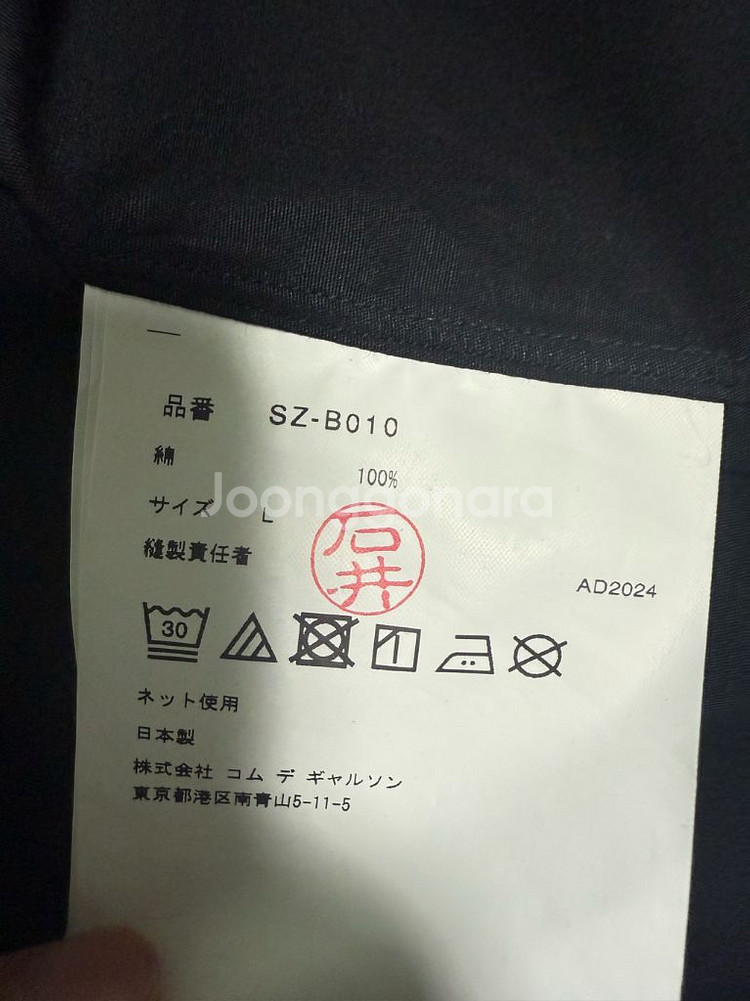 品番 SZ-B010
綿 100%
Joongonara
サイズ L
縫製責任者 石井
AD2024
30
ネット使用
日本製
株式会社 コム デ ギャルソン
東京都港区南青山5-11-5